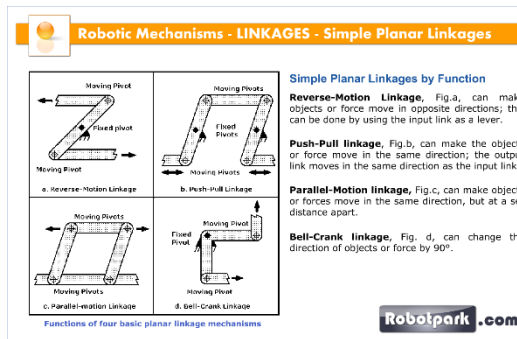 Robotic Mechanisms - LINKAGES - Simple Planar Linkages
Moving Pivot
Fixed pivot
Moving Pivot
a. Reverse-Motion Linkage
Moving Pivots
Fixed
Pivots
b. Push-Pull Linkage
Moving Pivots
Moving Pivots
c. Parallel-motion Linkage
Moving Pivot
Fixed
Pivot
Moving Pivot
d. Bell-Crank Linkage
Functions of four basic planar linkage mechanisms
Simple Planar Linkages by Function
Reverse-Motion Linkage, Fig.a, can mak
objects or force move in opposite directions; th
can be done by using the input link as a lever.
Push-Pull linkage, Fig.b, can make the object
or force move in the same direction; the outpu
link moves in the same direction as the input link
Parallel-Motion linkage, Fig.c, can make object
or forces move in the same direction, but at a se
distance apart.
Bell-Crank linkage, Fig. d, can change th
direction of objects or force by 90°.
Robotpark .com